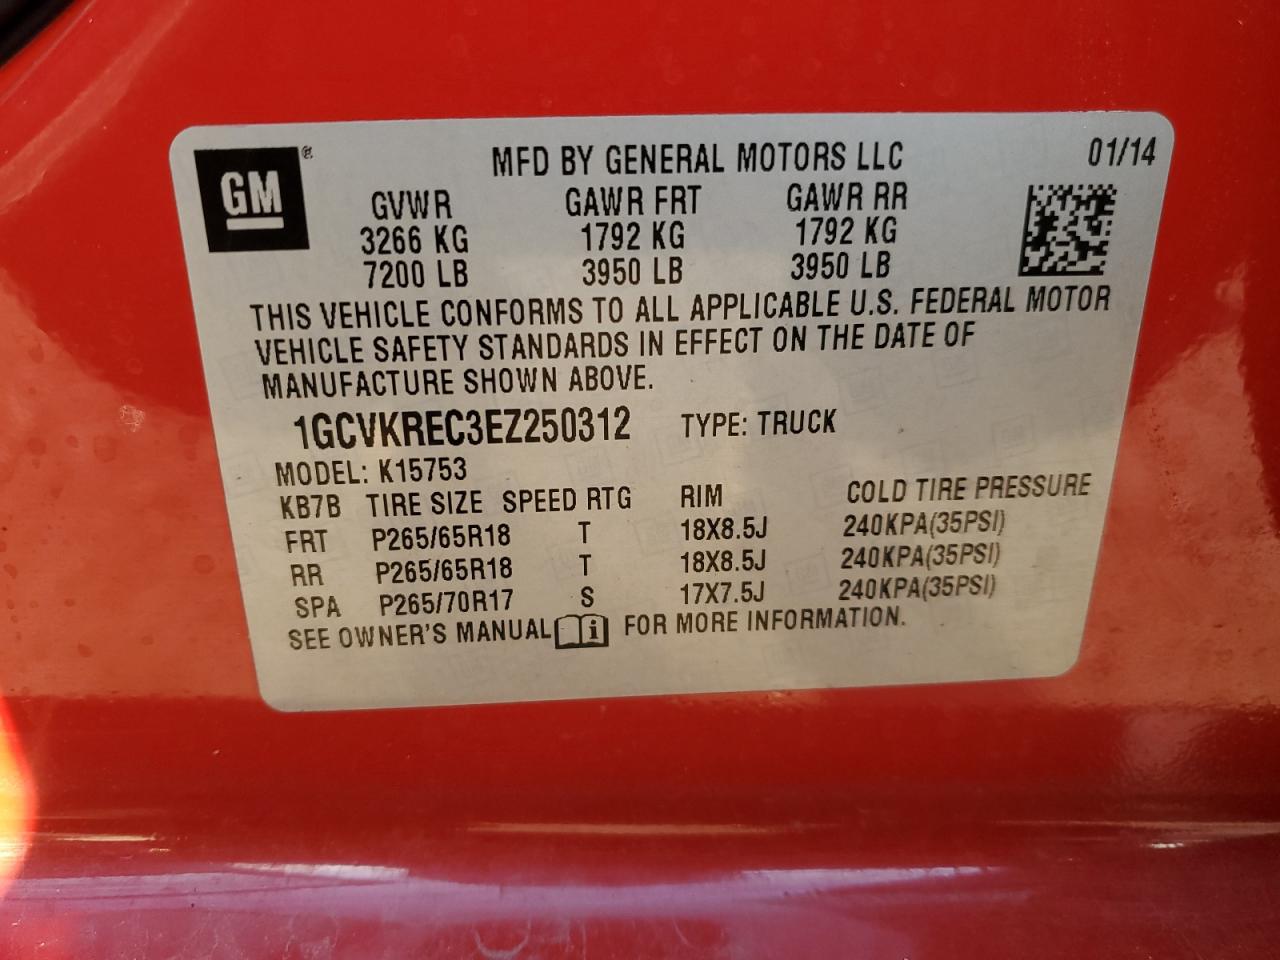 GM®
MFD BY GENERAL MOTORS LLC 01/14
GVWR GAWR FRT GAWR RR
3266 KG 1792 KG 1792 KG
7200 LB 3950 LB 3950 LB
THIS VEHICLE CONFORMS TO ALL APPLICABLE U.S. FEDERAL MOTOR
VEHICLE SAFETY STANDARDS IN EFFECT ON THE DATE OF
MANUFACTURE SHOWN ABOVE.
1GCVKREC3EZ250312 TYPE: TRUCK
MODEL: K15753
KB7B TIRE SIZE SPEED RTG RIM COLD TIRE PRESSURE
FRT P265/65R18 T 18X8.5J 240KPA(35PSI)
RR P265/65R18 T 18X8.5J 240KPA(35PSI)
SPA P265/70R17 S 17X7.5J 240KPA(35PSI)
SEE OWNER'S MANUAL i FOR MORE INFORMATION.